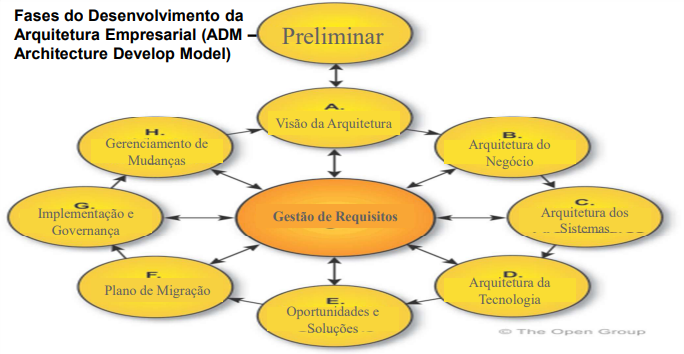 Fases do Desenvolvimento da
Arquitetura Empresarial (ADM –
Architecture Develop Model)
Preliminar
A.
Visão da Arquitetura
B.
Arquitetura do
Negócio
C.
Arquitetura dos
Sistemas
D.
Arquitetura da
Tecnologia
E.
Oportunidades e
Soluções
F.
Plano de Migração
G.
Implementação e
Governança
H.
Gerenciamento de
Mudanças
Gestão de Requisitos
© The Open Group